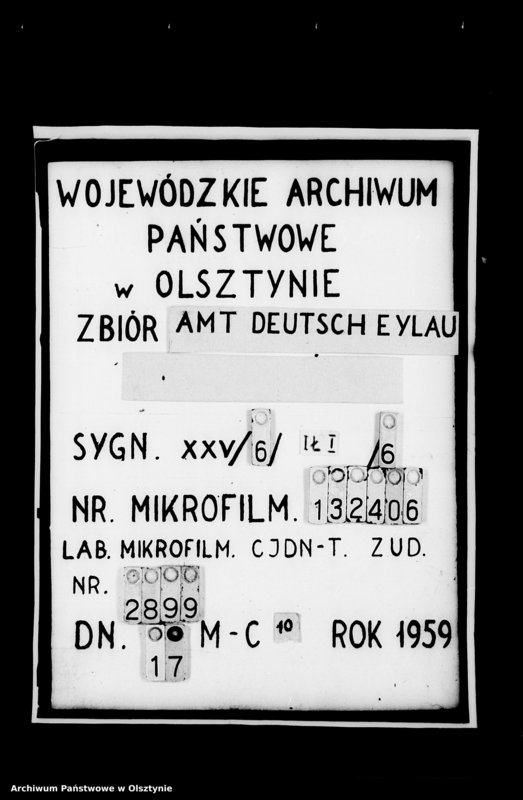 WOJEWÓDZKIE ARCHIWUM
PAŃSTWOWE
w OLSZTYNIE
ZBIÓR AMT DEUTSCH EYLAU
SYGN. XXV/6/ IŁ I /6
NR. MIKROFILM. 132406
LAB. MIKROFILM. CJDN-T. ZUD.
NR. 2899
DN. 17 M-C 10 ROK 1959
Archiwum Państwowe w Olsztynie